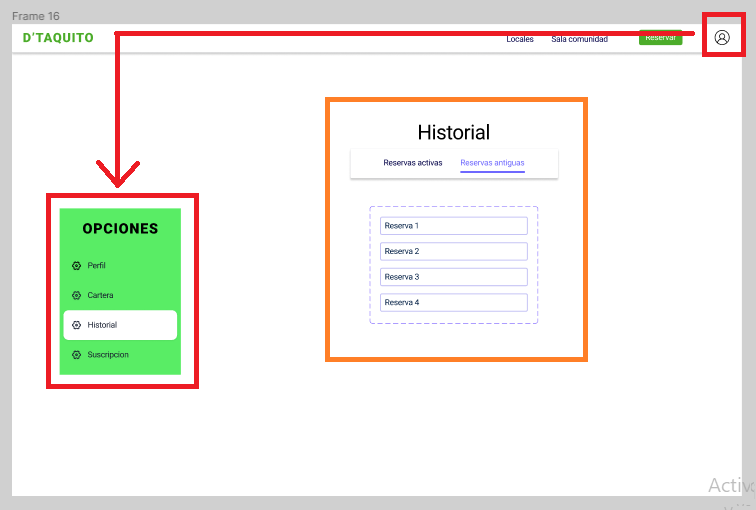 Frame 16
D'TAQUITO
Locales Sala comunidad Reservar
Historial
Reservas activas Reservas antiguas
Reserva 1
Reserva 2
Reserva 3
Reserva 4
OPCIONES
Perfil
Cartera
Historial
Suscripcion